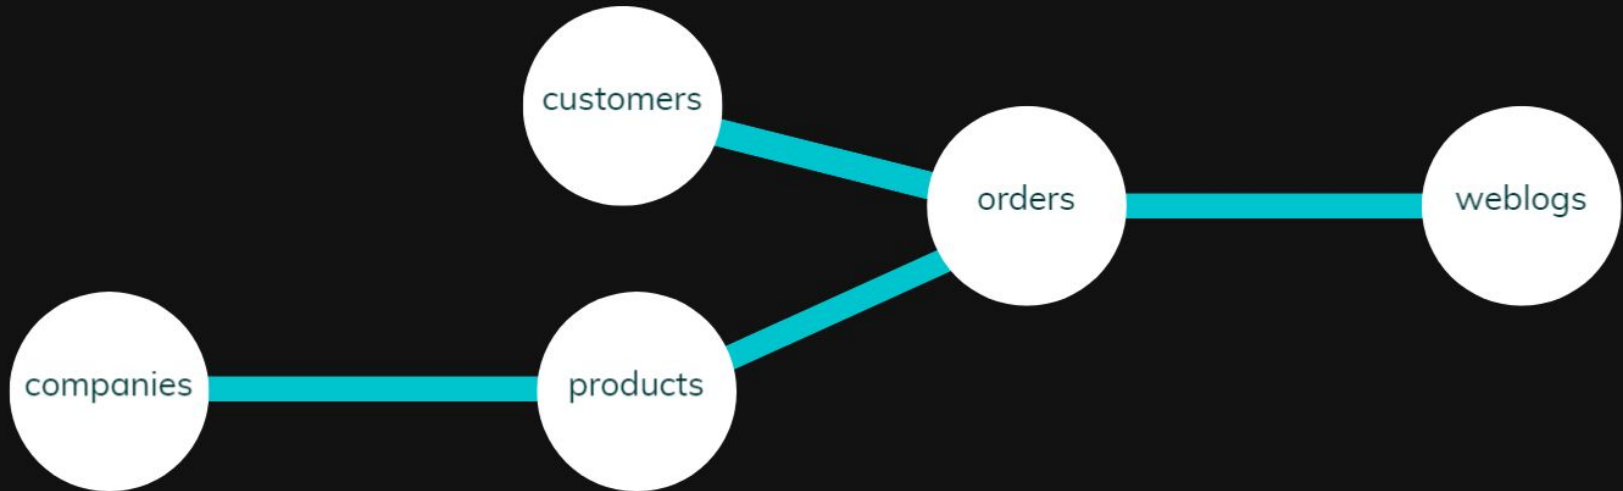 customers
orders
weblogs
companies
products